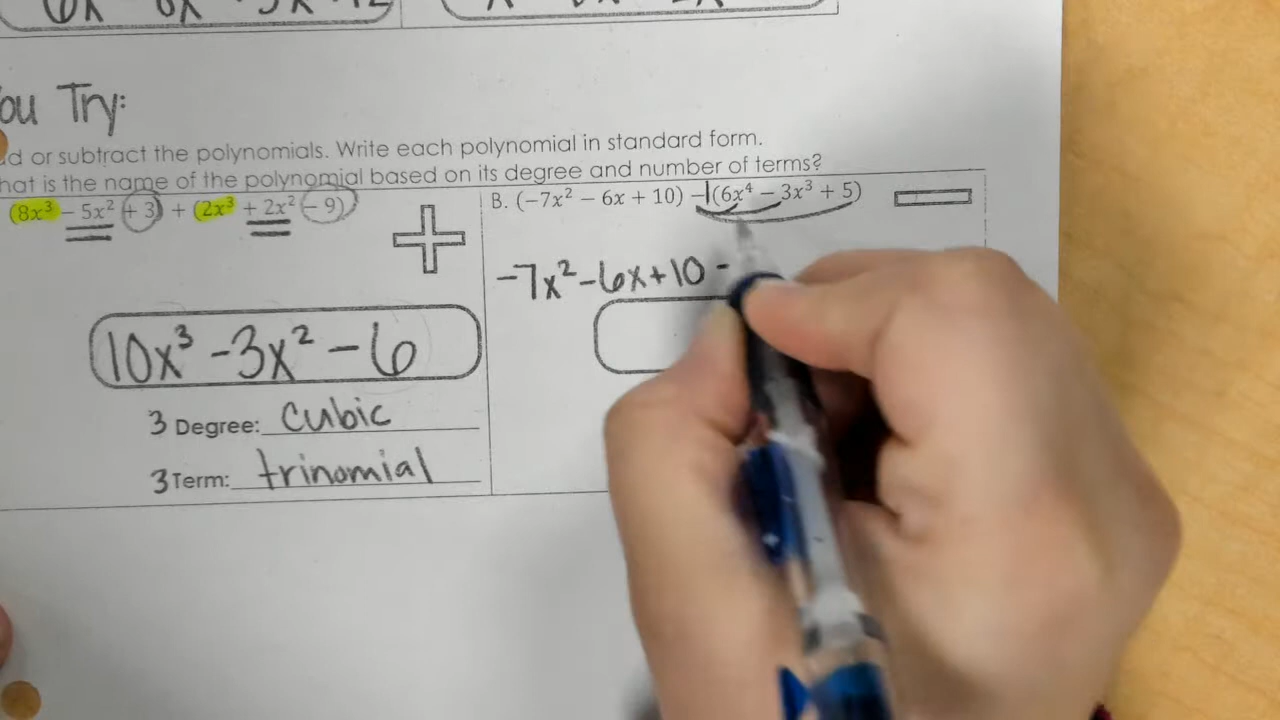 ou Try:
d or subtract the polynomials. Write each polynomial in standard form.
hat is the name of the polynomial based on its degree and number of terms?
(8x³ − 5x² + 3) + (2x³ + 2x² − 9)
+
10x³ -3x² -6
3 Degree: cubic
3 Term: trinomial
B. (−7x² − 6x + 10) −1(6x⁴ − 3x³ + 5)
−
-7x²-6x+10 -